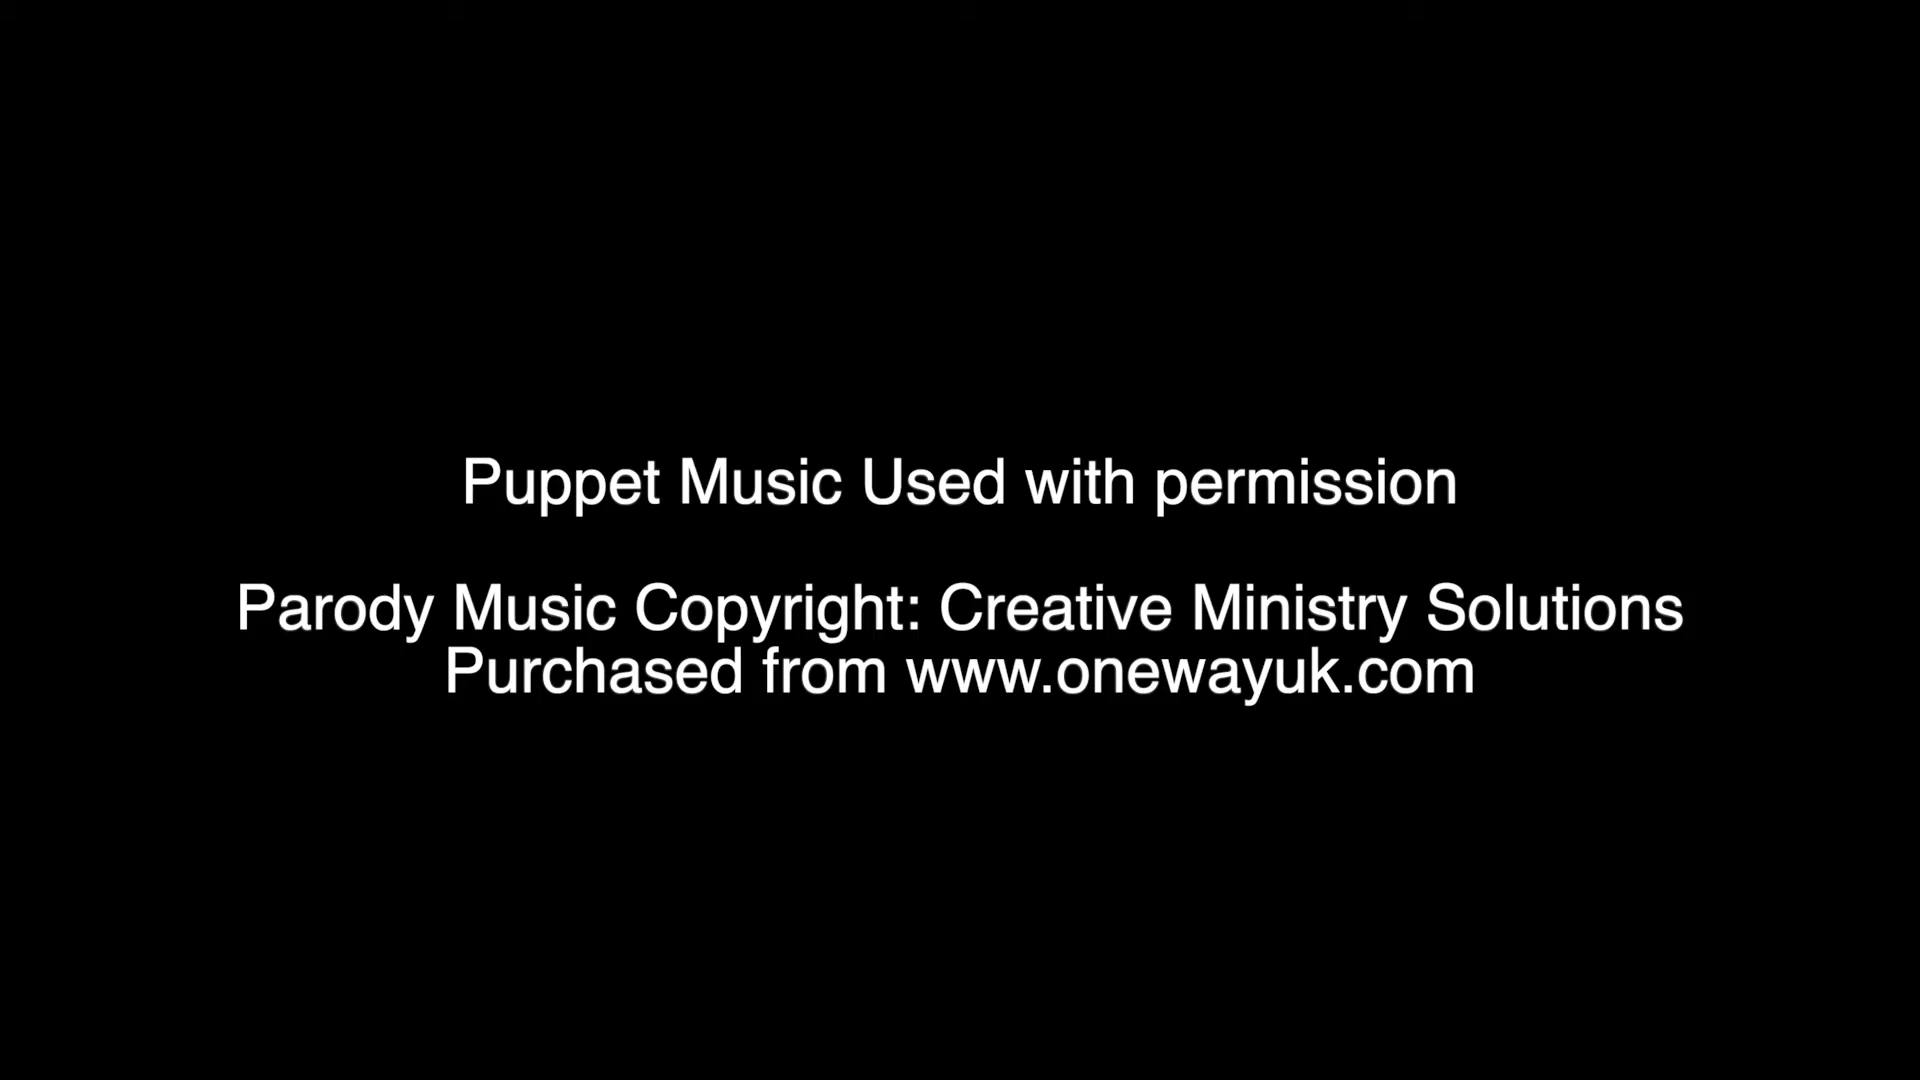 Puppet Music Used with permission
Parody Music Copyright: Creative Ministry Solutions
Purchased from www.onewayuk.com